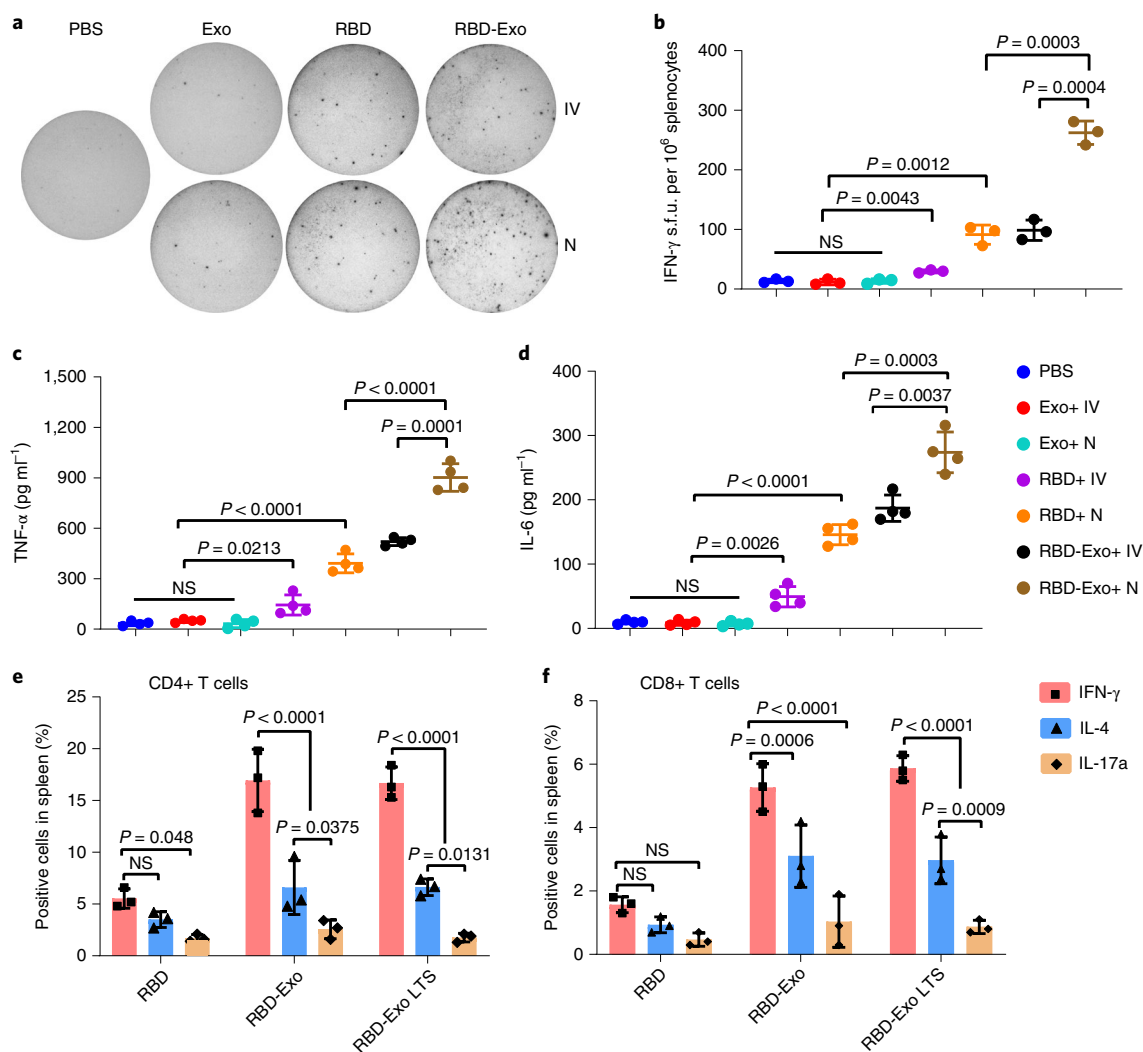 a
PBS
Exo
RBD
RBD-Exo
IV
N
b
IFN-γ s.f.u. per 10⁶ splenocytes
400
300
200
100
0
P = 0.0003
P = 0.0004
P = 0.0012
P = 0.0043
NS
c
TNF-α (pg ml⁻¹)
1,500
1,200
900
600
300
0
P < 0.0001
P = 0.0001
P < 0.0001
P = 0.0213
NS
d
IL-6 (pg ml⁻¹)
400
300
200
100
0
P = 0.0003
P = 0.0037
P < 0.0001
P = 0.0026
NS
PBS
Exo+ IV
Exo+ N
RBD+ IV
RBD+ N
RBD-Exo+ IV
RBD-Exo+ N
e
CD4+ T cells
Positive cells in spleen (%)
25
20
15
10
5
0
P < 0.0001
P < 0.0001
P = 0.048
NS
P = 0.0375
P = 0.0131
RBD
RBD-Exo
RBD-Exo LTS
f
CD8+ T cells
Positive cells in spleen (%)
8
6
4
2
0
P < 0.0001
P = 0.0006
P < 0.0001
NS
NS
P = 0.0009
RBD
RBD-Exo
RBD-Exo LTS
IFN-γ
IL-4
IL-17a